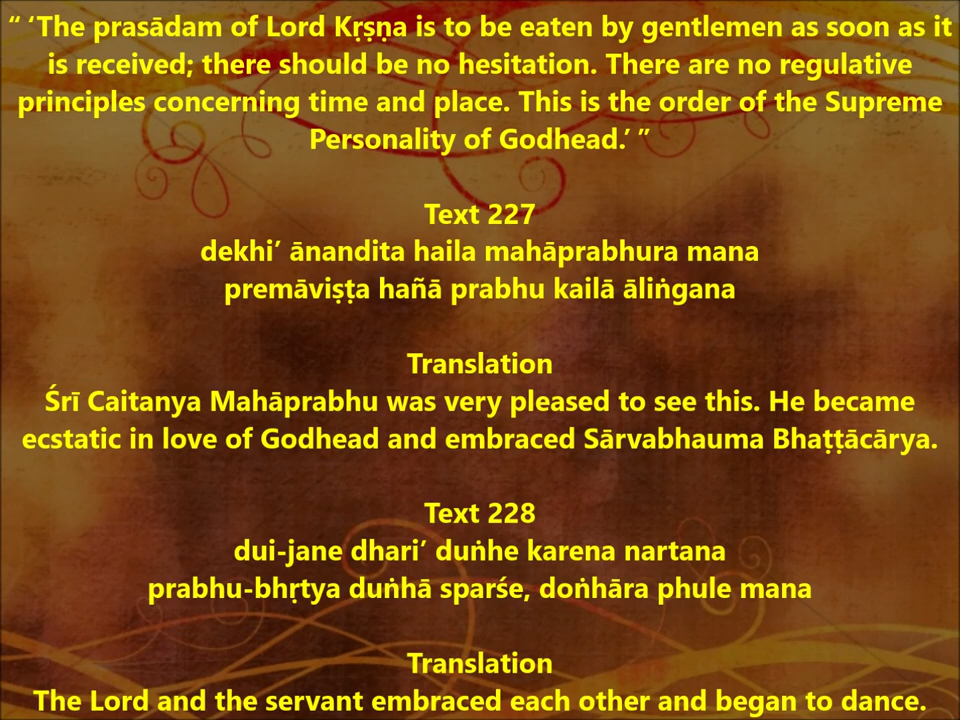 “ ‘The prasādam of Lord Kṛṣṇa is to be eaten by gentlemen as soon as it
is received; there should be no hesitation. There are no regulative
principles concerning time and place. This is the order of the Supreme
Personality of Godhead.’ ”
Text 227
dekhi’ ānandita haila mahāprabhura mana
premāviṣṭa hañā prabhu kailā āliṅgana
Translation
Śrī Caitanya Mahāprabhu was very pleased to see this. He became
ecstatic in love of Godhead and embraced Sārvabhauma Bhaṭṭācārya.
Text 228
dui-jane dhari’ duṅhe karena nartana
prabhu-bhṛtya duṅhā sparśe, doṅhāra phule mana
Translation
The Lord and the servant embraced each other and began to dance.